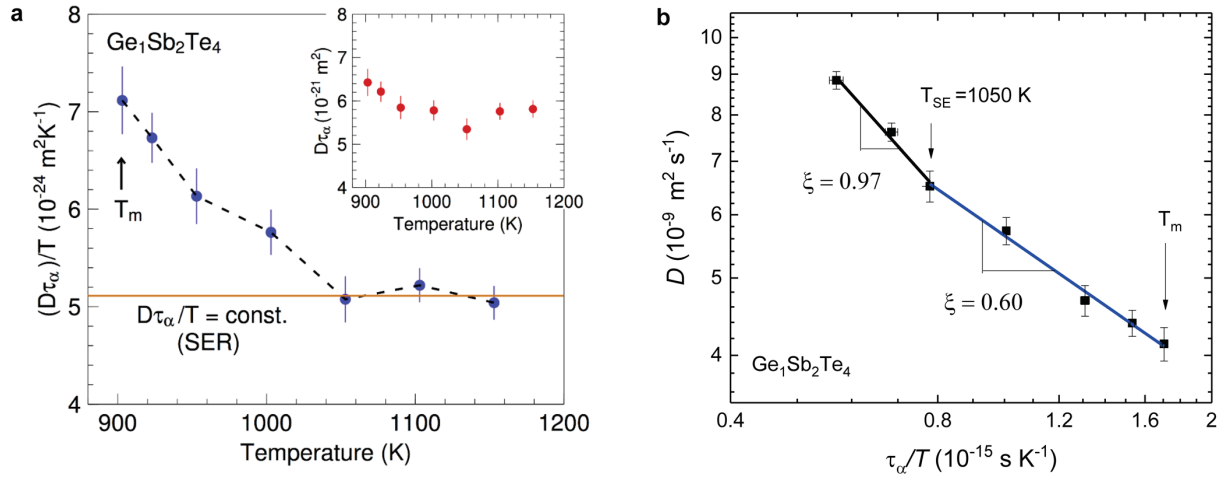 a
Ge₁Sb₂Te₄
(Dτα)/T (10⁻²⁴ m²K⁻¹)
8
7
6
5
4
Tm
Dτα/T = const.
(SER)
900
1000
1100
1200
Temperature (K)
Dτα (10⁻²¹ m²)
8
7
6
5
4
900
1000
1100
1200
Temperature (K)
b
D (10⁻⁹ m² s⁻¹)
10
9
8
7
6
5
4
TSE =1050 K
ξ = 0.97
ξ = 0.60
Tm
Ge₁Sb₂Te₄
0.4
0.8
1.2
1.6
2
τα/T (10⁻¹⁵ s K⁻¹)